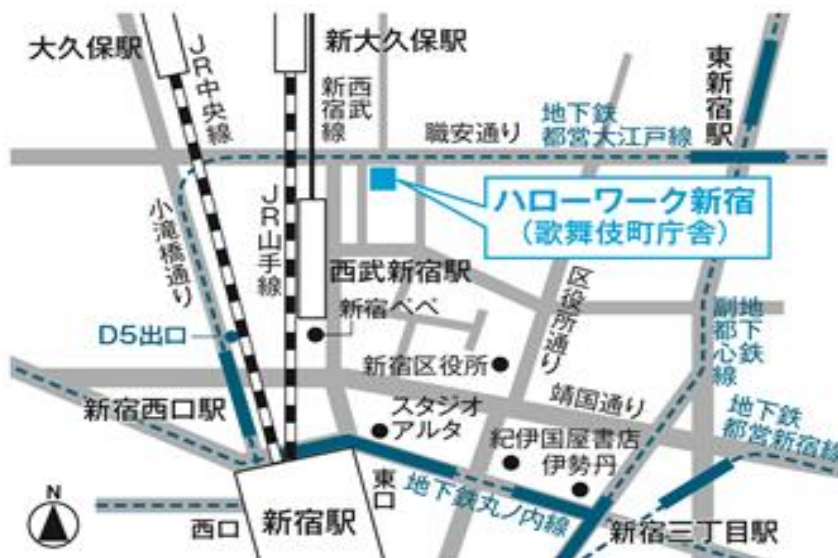 大久保駅
JR中央線
新大久保駅
西武
新宿線
職安通り
地下鉄
都営大江戸線
東新宿駅
ハローワーク新宿
(歌舞伎町庁舎)
小滝橋通り
JR山手線
西武新宿駅
新宿ペペ
区役所通り
地下鉄
副都心線
D5出口
新宿区役所
靖国通り
新宿西口駅
スタジオ
アルタ
紀伊国屋書店
伊勢丹
地下鉄
都営新宿線
東口
地下鉄丸ノ内線
N
西口
新宿駅
新宿三丁目駅